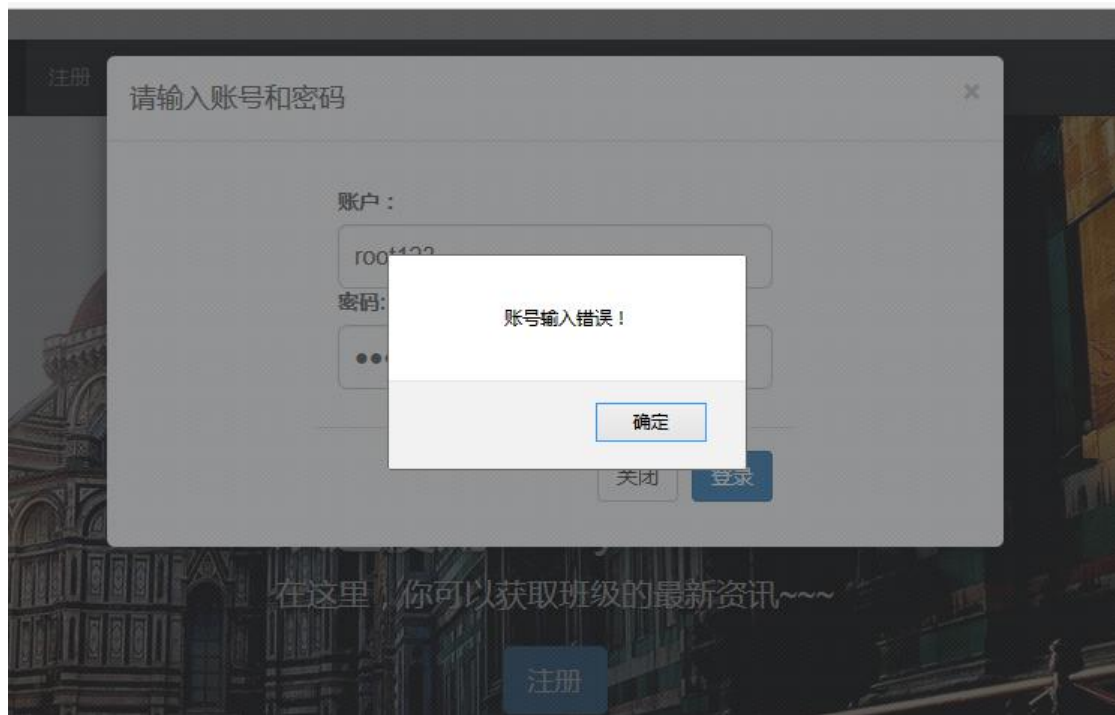 注册
请输入账号和密码
×
账户：
密码:
账号输入错误！
确定
关闭
登录
在这里，你可以获取班级的最新资讯~~~
注册